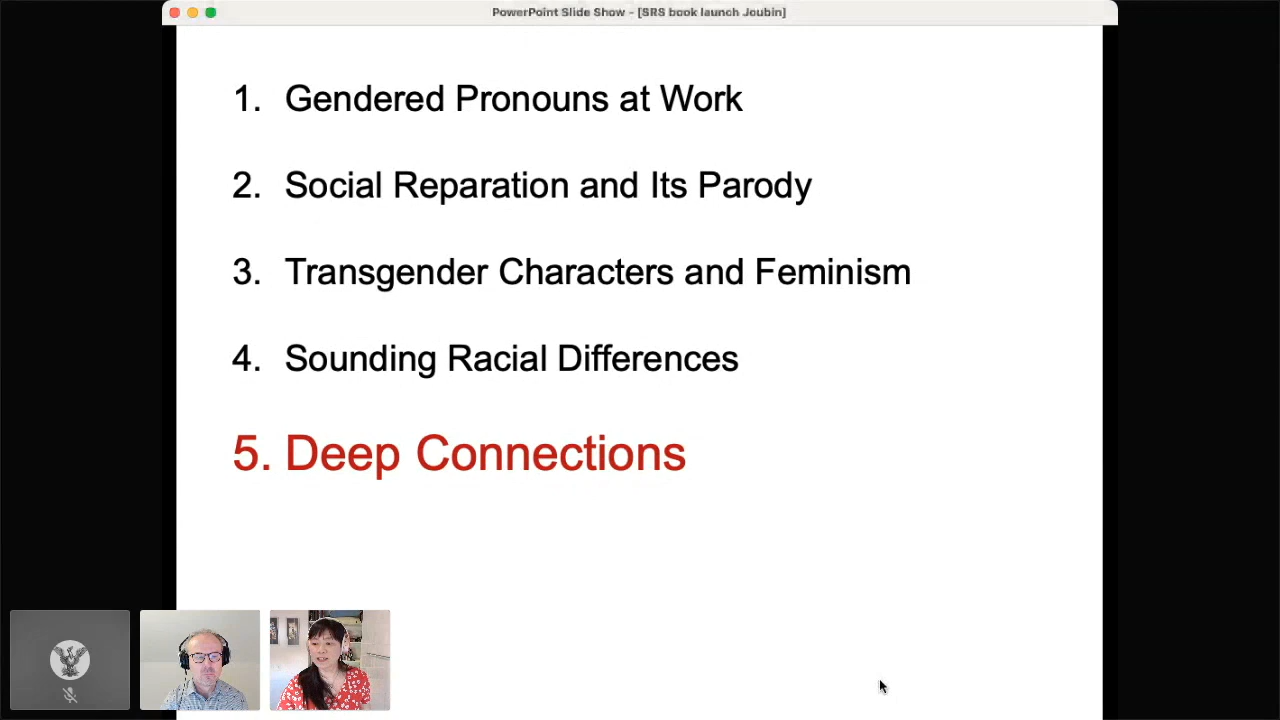 PowerPoint Slide Show - [SRS book launch Joubin]
1. Gendered Pronouns at Work
2. Social Reparation and Its Parody
3. Transgender Characters and Feminism
4. Sounding Racial Differences
5. Deep Connections